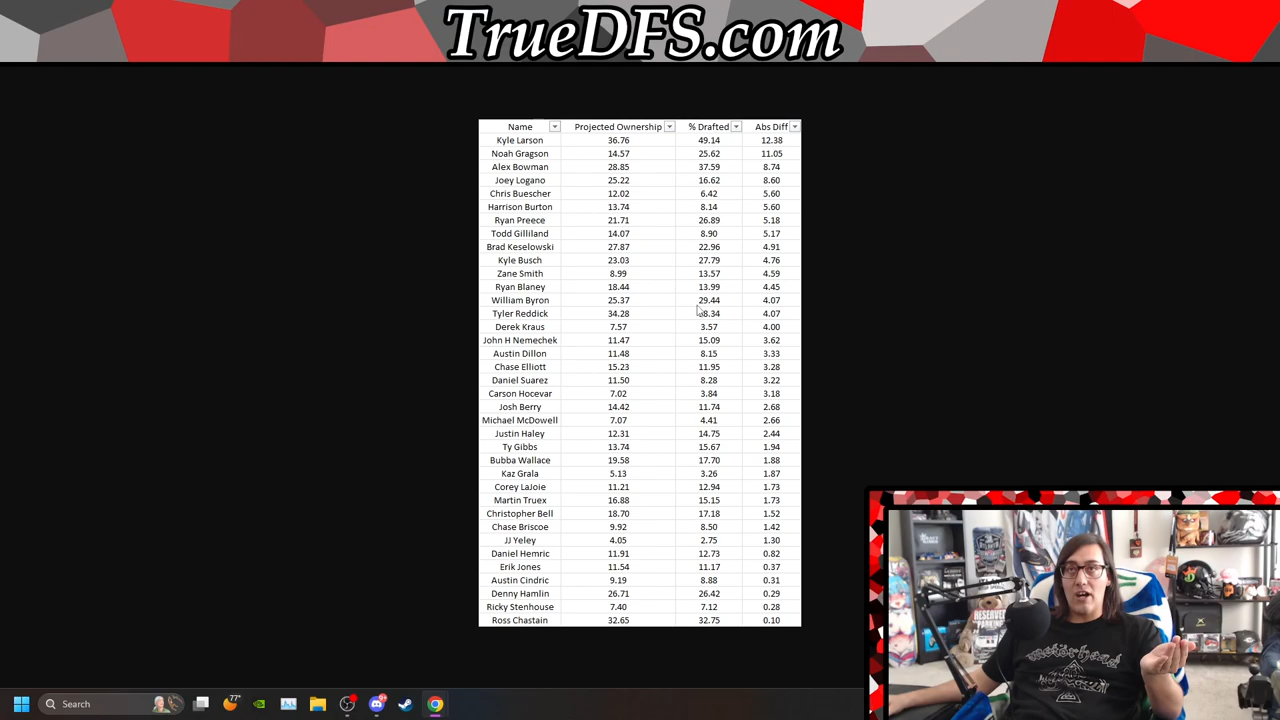 TrueDFS.com
Name Projected Ownership % Drafted Abs Diff
Kyle Larson 36.76 49.14 12.38
Noah Gragson 14.57 25.62 11.05
Alex Bowman 28.85 37.59 8.74
Joey Logano 25.22 16.62 8.60
Chris Buescher 12.02 6.42 5.60
Harrison Burton 13.74 8.14 5.60
Ryan Preece 21.71 26.89 5.18
Todd Gilliland 14.07 8.90 5.17
Brad Keselowski 27.87 22.96 4.91
Kyle Busch 23.03 27.79 4.76
Zane Smith 8.99 13.57 4.59
Ryan Blaney 18.44 13.99 4.45
William Byron 25.37 29.44 4.07
Tyler Reddick 34.28 4.07
Derek Kraus 7.57 3.57 4.00
John H Nemechek 11.47 15.09 3.62
Austin Dillon 11.48 8.15 3.33
Chase Elliott 15.23 11.95 3.28
Daniel Suarez 11.50 8.28 3.22
Carson Hocevar 7.02 3.84 3.18
Josh Berry 14.42 11.74 2.68
Michael McDowell 7.07 4.41 2.66
Justin Haley 12.31 14.75 2.44
Ty Gibbs 13.74 15.67 1.94
Bubba Wallace 19.58 17.70 1.88
Kaz Grala 5.13 3.26 1.87
Corey LaJoie 11.21 12.94 1.73
Martin Truex 16.88 15.15 1.73
Christopher Bell 18.70 17.18 1.52
Chase Briscoe 9.92 8.50 1.42
JJ Yeley 4.05 2.75 1.30
Daniel Hemric 11.91 12.73 0.82
Erik Jones 11.54 11.17 0.37
Austin Cindric 9.19 8.88 0.31
Denny Hamlin 26.71 26.42 0.29
Ricky Stenhouse 7.40 7.12 0.28
Ross Chastain 32.65 32.75 0.10
RESERVED
PARKING
motörhead
Search
77°